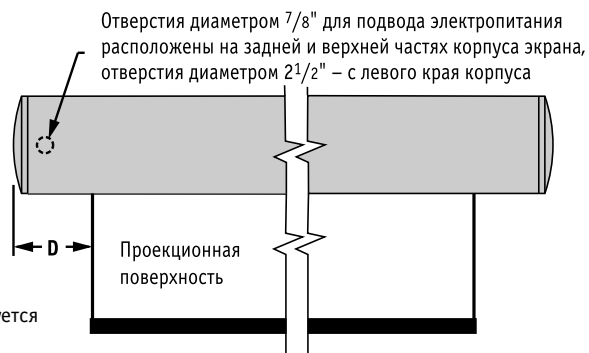 Отверстия диаметром 7/8" для подвода электропитания
расположены на задней и верхней частях корпуса экрана,
отверстия диаметром 2 1/2" – с левого края корпуса
D
Проекционная
поверхность
уется